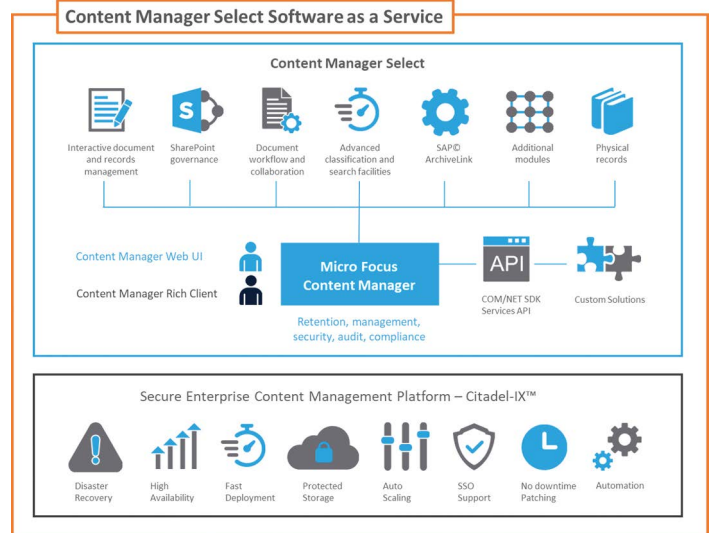 Content Manager Select Software as a Service
Content Manager Select
S
Interactive document
and records
management
SharePoint
governance
Document
workflow and
collaboration
Advanced
classification and
search facilities
SAP©
ArchiveLink
Additional
modules
Physical
records
Content Manager Web UI
Content Manager Rich Client
Micro Focus
Content Manager
Retention, management,
security, audit, compliance
API
COM/NET SDK
Services API
Custom Solutions
Secure Enterprise Content Management Platform – Citadel-IX™
Disaster
Recovery
High
Availability
Fast
Deployment
Protected
Storage
Auto
Scaling
SSO
Support
No downtime
Patching
Automation